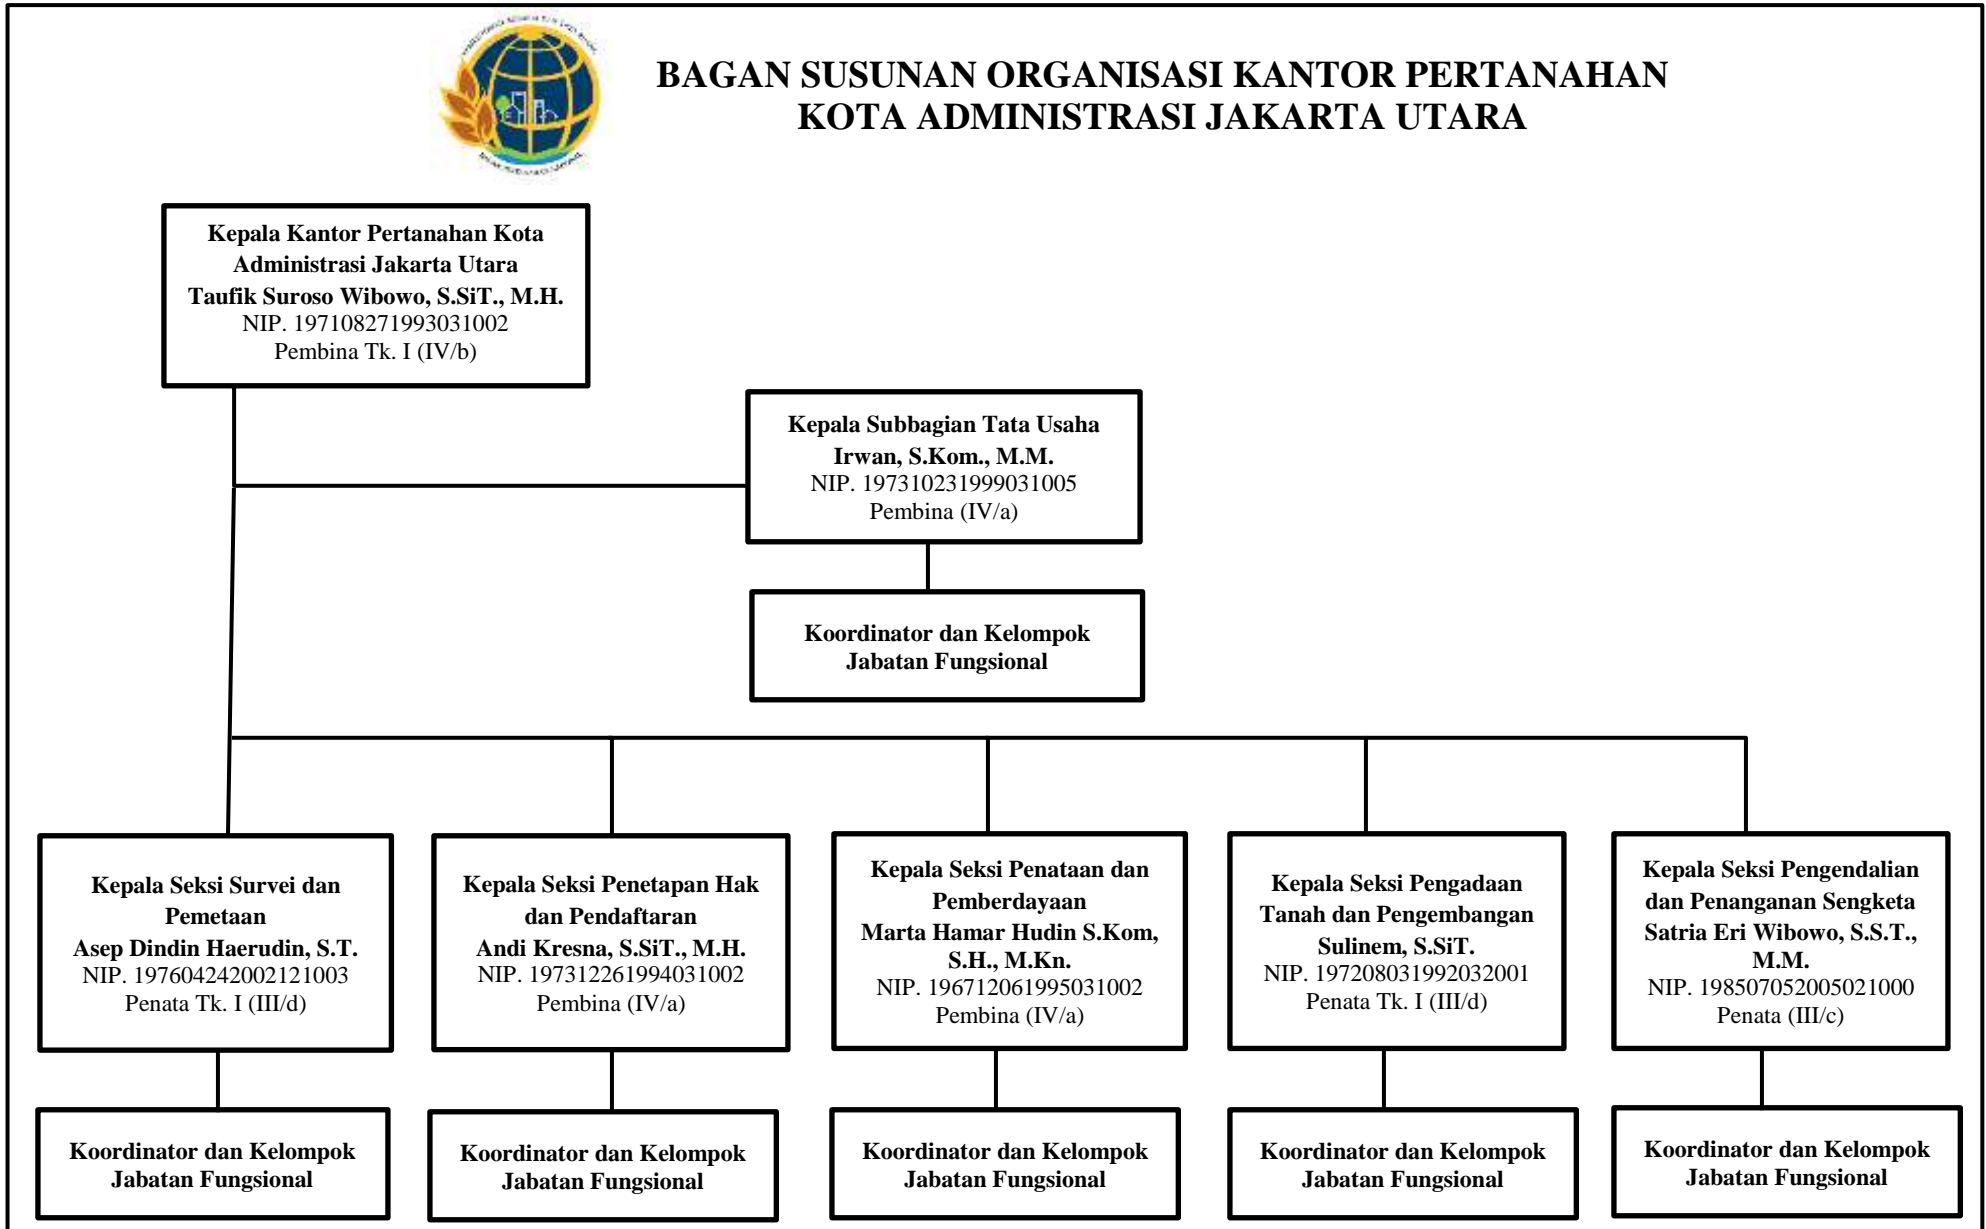 BAGAN SUSUNAN ORGANISASI KANTOR PERTANAHAN
KOTA ADMINISTRASI JAKARTA UTARA
Kepala Kantor Pertanahan Kota
Administrasi Jakarta Utara
Taufik Suroso Wibowo, S.SiT., M.H.
NIP. 197108271993031002
Pembina Tk. I (IV/b)
Kepala Subbagian Tata Usaha
Irwan, S.Kom., M.M.
NIP. 197310231999031005
Pembina (IV/a)
Koordinator dan Kelompok
Jabatan Fungsional
Kepala Seksi Survei dan
Pemetaan
Asep Dindin Haerudin, S.T.
NIP. 197604242002121003
Penata Tk. I (III/d)
Kepala Seksi Penetapan Hak
dan Pendaftaran
Andi Kresna, S.SiT., M.H.
NIP. 197312261994031002
Pembina (IV/a)
Kepala Seksi Penataan dan
Pemberdayaan
Marta Hamar Hudin S.Kom,
S.H., M.Kn.
NIP. 196712061995031002
Pembina (IV/a)
Kepala Seksi Pengadaan
Tanah dan Pengembangan
Sulinem, S.SiT.
NIP. 197208031992032001
Penata Tk. I (III/d)
Kepala Seksi Pengendalian
dan Penanganan Sengketa
Satria Eri Wibowo, S.S.T.,
M.M.
NIP. 198507052005021000
Penata (III/c)
Koordinator dan Kelompok
Jabatan Fungsional
Koordinator dan Kelompok
Jabatan Fungsional
Koordinator dan Kelompok
Jabatan Fungsional
Koordinator dan Kelompok
Jabatan Fungsional
Koordinator dan Kelompok
Jabatan Fungsional